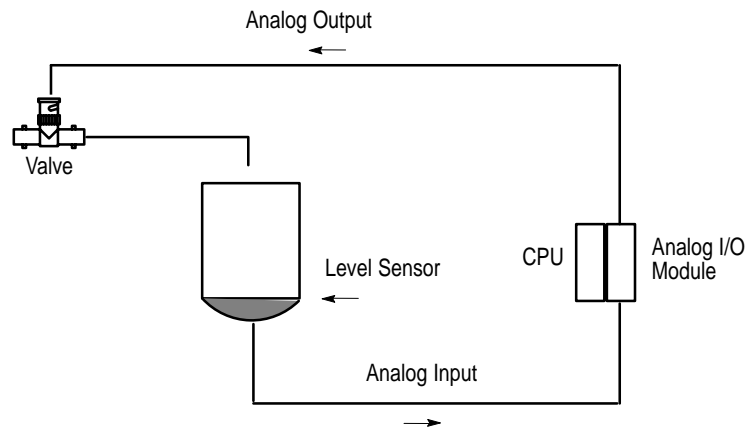 Analog Output
Valve
Level Sensor
CPU
Analog I/O
Module
Analog Input